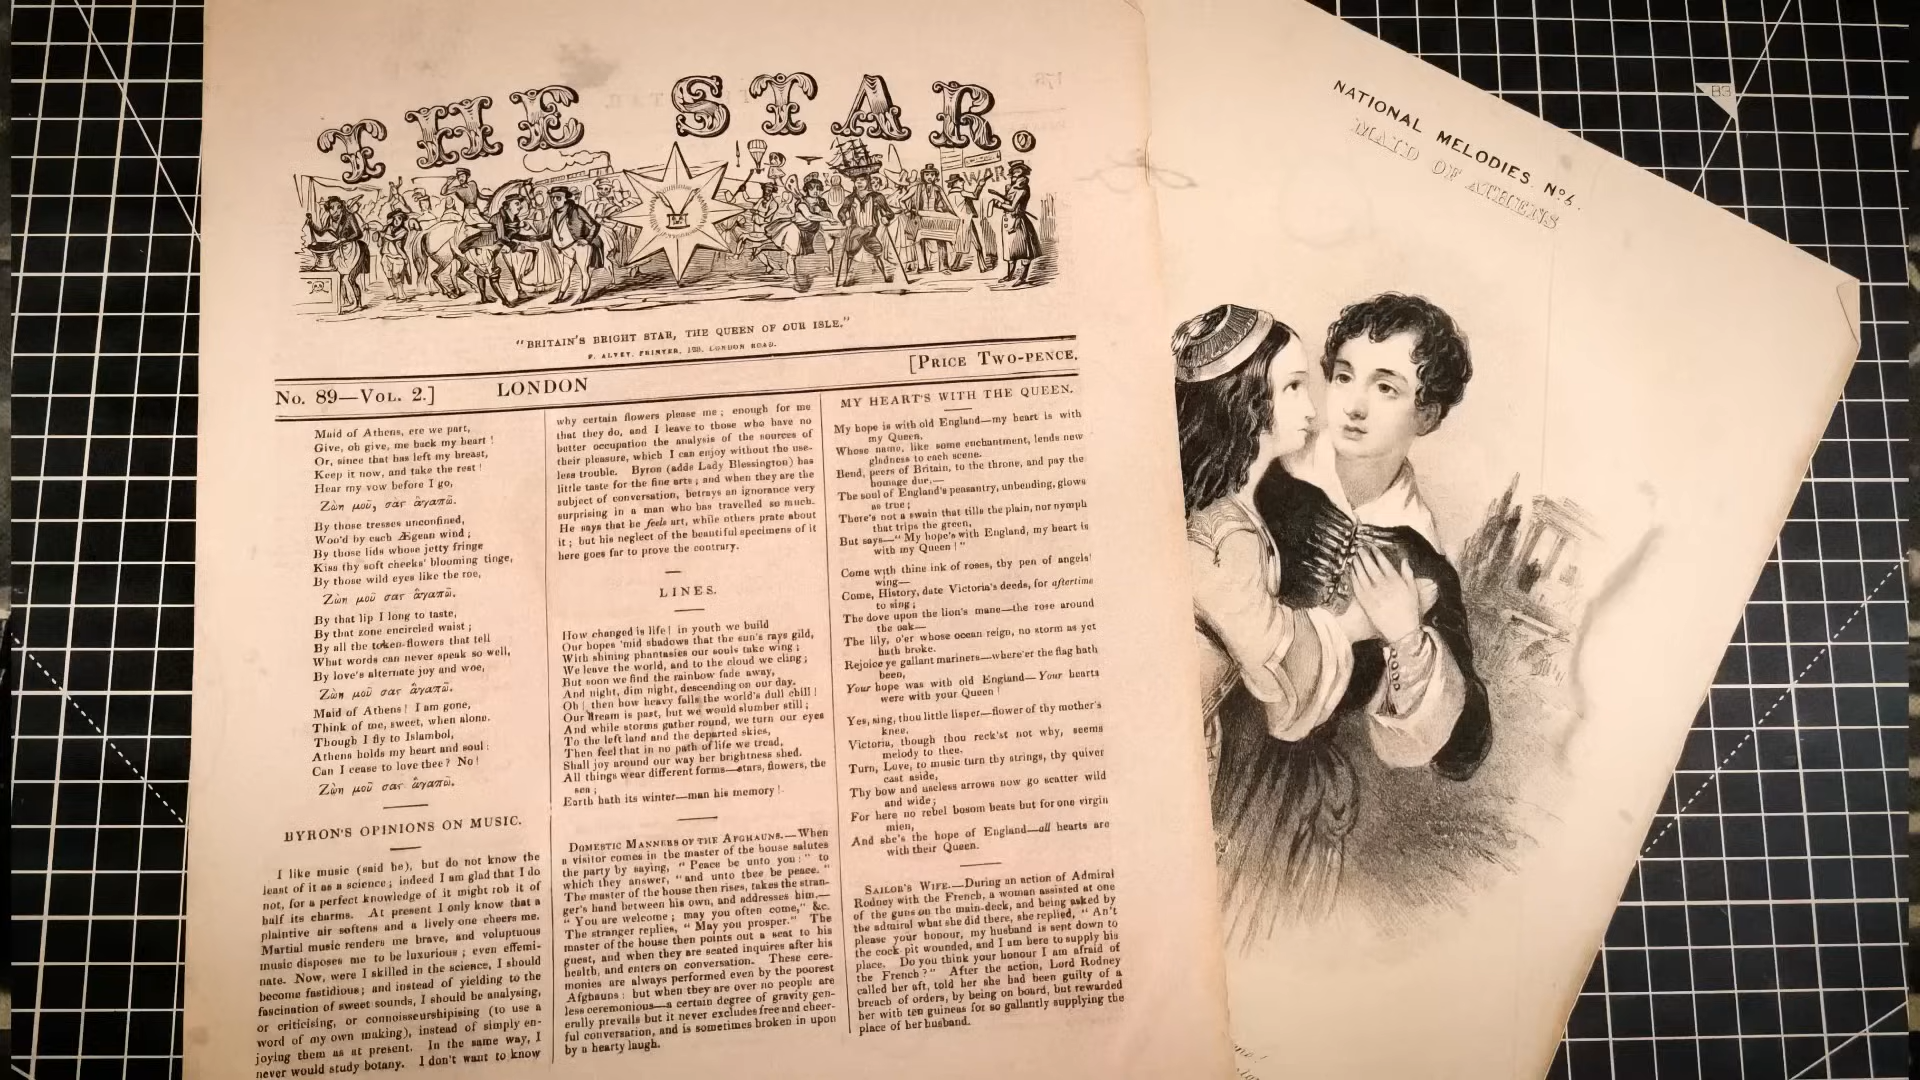 THE STAR.
WAR
"BRITAIN'S BRIGHT STAR, THE QUEEN OF OUR ISLE."
F. ALVEY, PRINTER, 128, LONDON ROAD.
No. 89—Vol. 2.] LONDON [Price Two-pence.
Maid of Athens, ere we part,
Give, oh give, me back my heart!
Or, since that has left my breast,
Keep it now, and take the rest!
Hear my vow before I go,
Ζώη μοῦ, σὰς ἀγαπῶ.
By those tresses unconfined,
Woo'd by each Ægean wind;
By those lids whose jetty fringe
Kiss thy soft cheeks' blooming tinge,
By those wild eyes like the roe,
Ζώη μοῦ σας ἀγαπῶ.
By that lip I long to taste,
By that zone encircled waist;
By all the token-flowers that tell
What words can never speak so well,
By love's alternate joy and woe,
Ζώη μοῦ σας ἀγαπῶ.
Maid of Athens! I am gone,
Think of me, sweet, when alone.
Though I fly to Islambol,
Athens holds my heart and soul:
Can I cease to love thee? No!
Ζώη μοῦ σας ἀγαπῶ.
BYRON'S OPINIONS ON MUSIC.
I like music (said he), but do not know the
least of it as a science; indeed I am glad that I do
not, for a perfect knowledge of it might rob it of
half its charms. At present I only know that a
plaintive air softens and a lively one cheers me.
Martial music renders me brave, and voluptuous
music disposes me to be luxurious; even effemi-
nate. Now, were I skilled in the science, I should
become fastidious; and instead of yielding to the
fascination of sweet sounds, I should be analysing,
or criticising, or connoisseurshipising (to use a
word of my own making), instead of simply en-
joying them as at present. In the same way, I
never would study botany. I don't want to know
why certain flowers please me; enough for me
that they do, and I leave to those who have no
better occupation the analysis of the sources of
their pleasure, which I can enjoy without the use-
less trouble. Byron (adds Lady Blessington) has
little taste for the fine arts; and when they are the
subject of conversation, betrays an ignorance very
surprising in a man who has travelled so much.
He says that he feels art, while others prate about
it; but his neglect of the beautiful specimens of it
here goes far to prove the contrary.
LINES.
How changed is life! in youth we build
Our hopes 'mid shadows that the sun's rays gild,
With shining phantasies our souls take wing;
We leave the world, and to the cloud we cling;
But soon we find the rainbow fade away,
And night, dim night, descending on our day.
Oh! then how heavy falls the world's dull chill!
Our dream is past, but we would slumber still;
And while storms gather round, we turn our eyes
To the left land and the departed skies,
Then feel that in no path of life we tread,
Shall joy around our way her brightness shed.
All things wear different forms—stars, flowers, the
sea;
Earth hath its winter—man his memory!
Domestic Manners of the Afghauns.—When
a visitor comes in the master of the house salutes
the party by saying, "Peace be unto you:" to
which they answer, "and unto thee be peace."
The master of the house then rises, takes the stran-
ger's hand between his own, and addresses him,—
"You are welcome; may you often come," &c.
The stranger replies, "May you prosper." The
master of the house then points out a seat to his
guest, and when they are seated inquires after his
health, and enters on conversation. These cere-
monies are always performed even by the poorest
Afghauns: but when they are over no people are
less ceremonious—a certain degree of gravity gen-
erally prevails but it never excludes free and cheer-
ful conversation, and is sometimes broken in upon
by a hearty laugh.
MY HEART'S WITH THE QUEEN.
My hope is with old England—my heart is with
my Queen,
Whose name, like some enchantment, lends new
gladness to each scene.
Bend, peers of Britain, to the throne, and pay the
homage due,—
The soul of England's peasantry, unbending, glows
as true;
There's not a swain that tills the plain, nor nymph
that trips the green,
But says—"My hope's with England, my heart is
with my Queen!"
Come with thine ink of roses, thy pen of angels'
wing—
Come, History, date Victoria's deeds, for aftertime
to sing;
The dove upon the lion's mane—the rose around
the oak—
The lily, o'er whose ocean reign, no storm as yet
hath broke.
Rejoice ye gallant mariners—where'er the flag hath
been,
Your hope was with old England—Your hearts
were with your Queen!
Yes, sing, thou little lisper—flower of thy mother's
knee.
Victoria, though thou reck'st not why, seems
melody to thee.
Turn, Love, to music turn thy strings, thy quiver
cast aside,
Thy bow and useless arrows now go scatter wild
and wide;
For here no rebel bosom beats but for one virgin
mien,
And she's the hope of England—all hearts are
with their Queen.
Sailor's Wife.—During an action of Admiral
Rodney with the French, a woman assisted at one
of the guns on the main-deck, and being asked by
the admiral what she did there, she replied, "An't
please your honour, my husband is sent down to
the cock-pit wounded, and I am here to supply his
place. Do you think your honour I am afraid of
the French?" After the action, Lord Rodney
called her aft, told her she had been guilty of a
breach of orders, by being on board, but rewarded
her with ten guineas for so gallantly supplying the
place of her husband.
NATIONAL MELODIES. No 6.
MAID OF ATHENS
B3